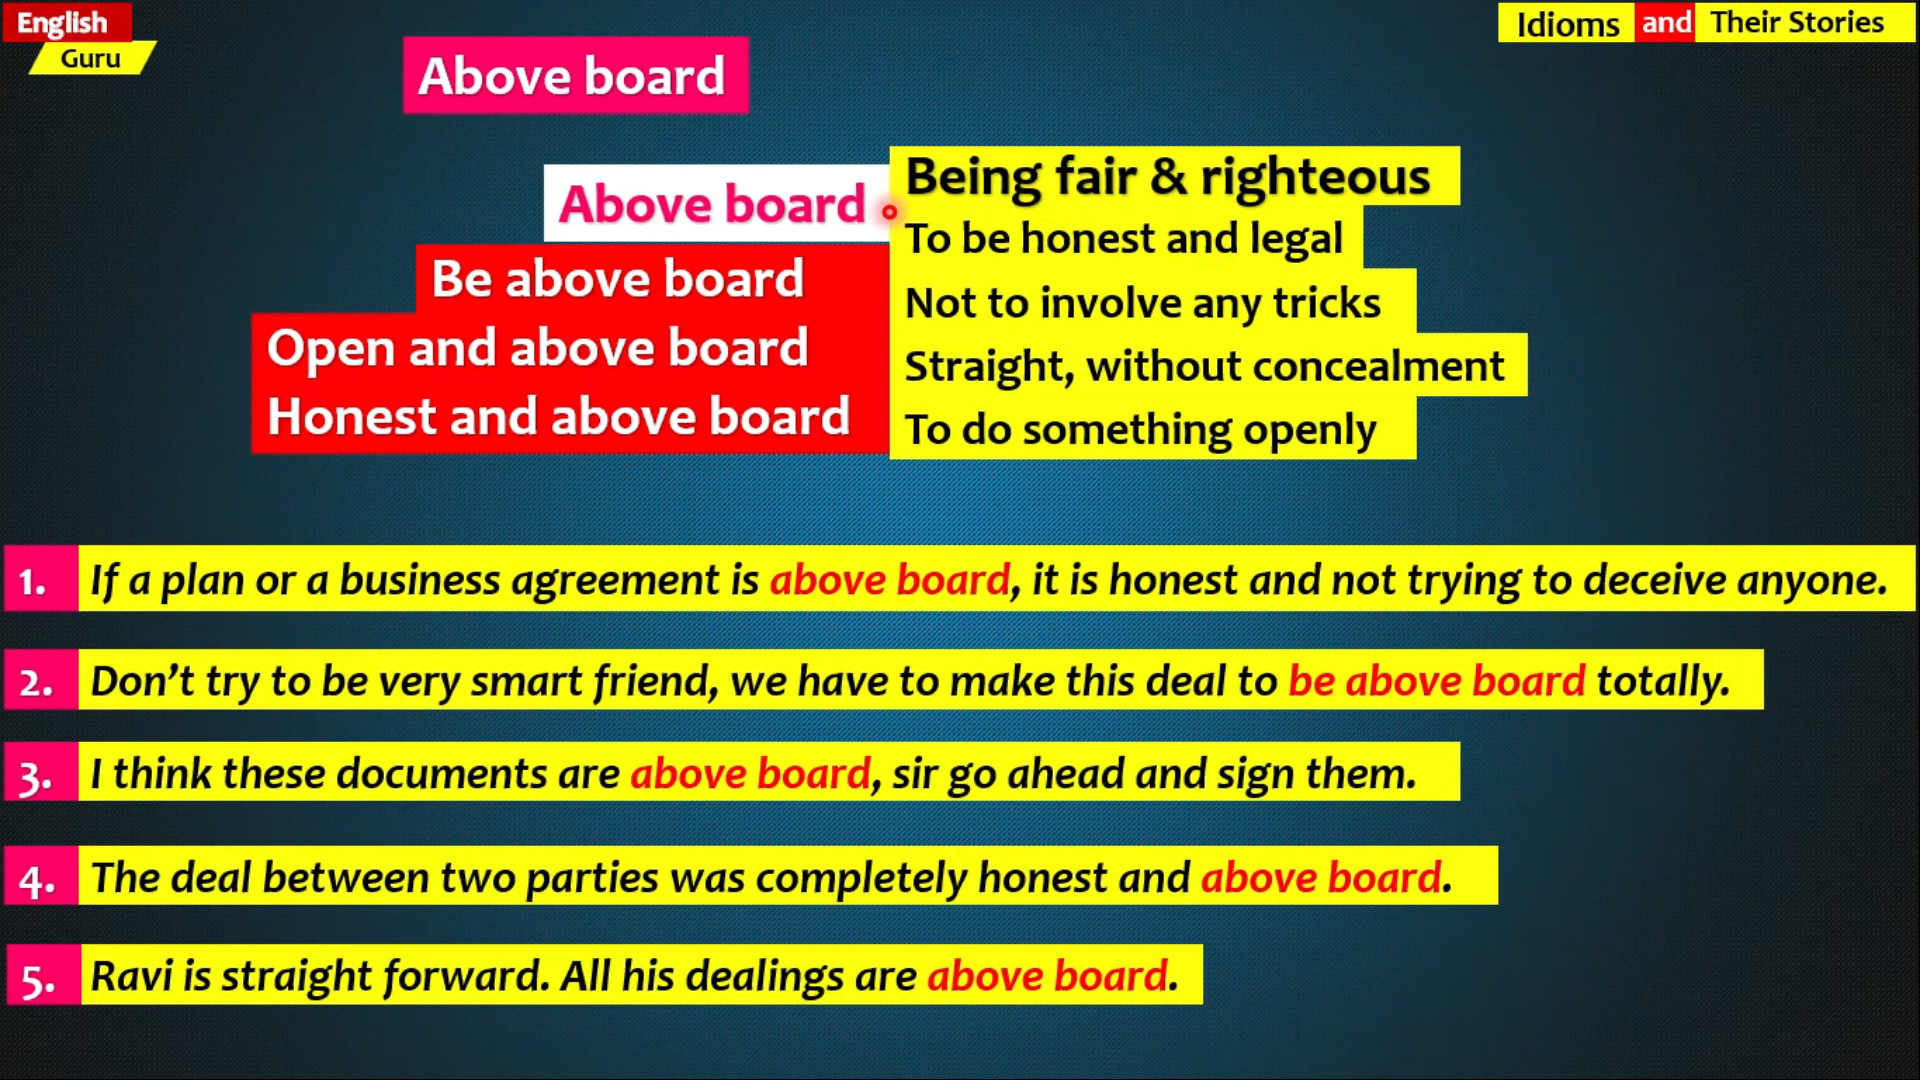 English
Guru
Idioms and Their Stories
Above board
Above board
Being fair & righteous
To be honest and legal
Be above board
Not to involve any tricks
Open and above board
Straight, without concealment
Honest and above board
To do something openly
1. If a plan or a business agreement is above board, it is honest and not trying to deceive anyone.
2. Don’t try to be very smart friend, we have to make this deal to be above board totally.
3. I think these documents are above board, sir go ahead and sign them.
4. The deal between two parties was completely honest and above board.
5. Ravi is straight forward. All his dealings are above board.